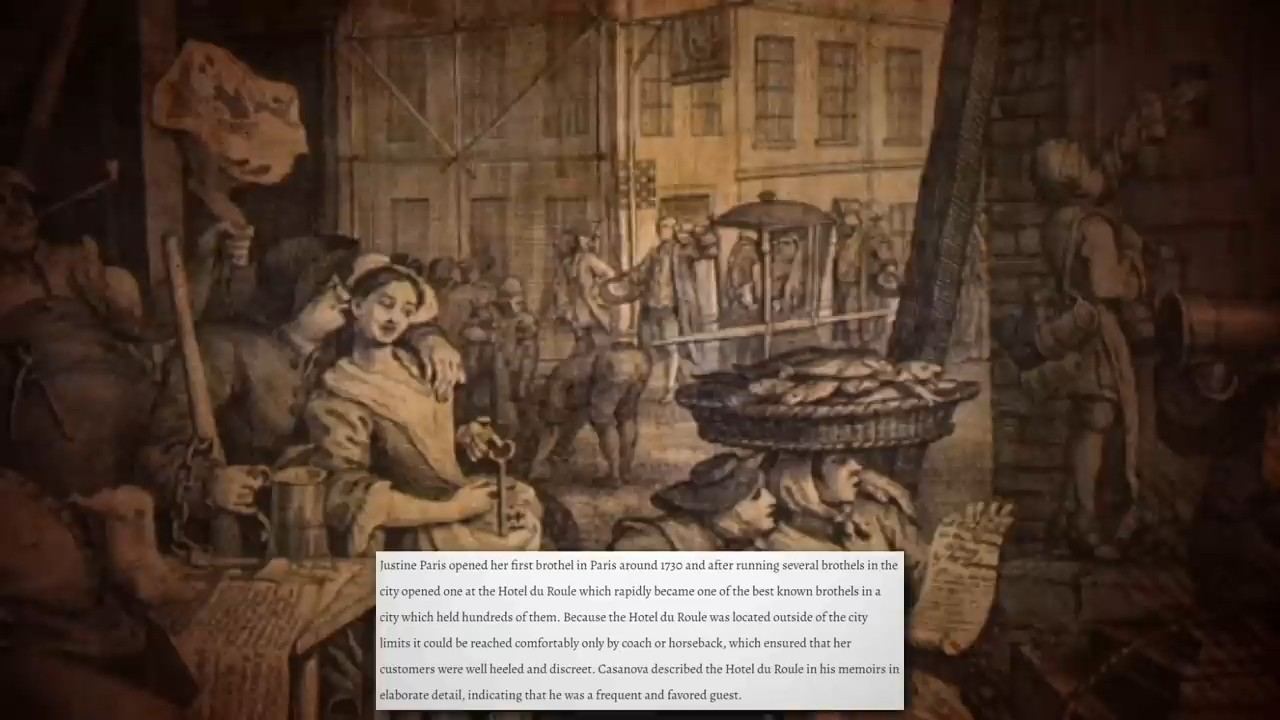 Justine Paris opened her first brothel in Paris around 1730 and after running several brothels in the
city opened one at the Hotel du Roule which rapidly became one of the best known brothels in a
city which held hundreds of them. Because the Hotel du Roule was located outside of the city
limits it could be reached comfortably only by coach or horseback, which ensured that her
customers were well heeled and discreet. Casanova described the Hotel du Roule in his memoirs in
elaborate detail, indicating that he was a frequent and favored guest.